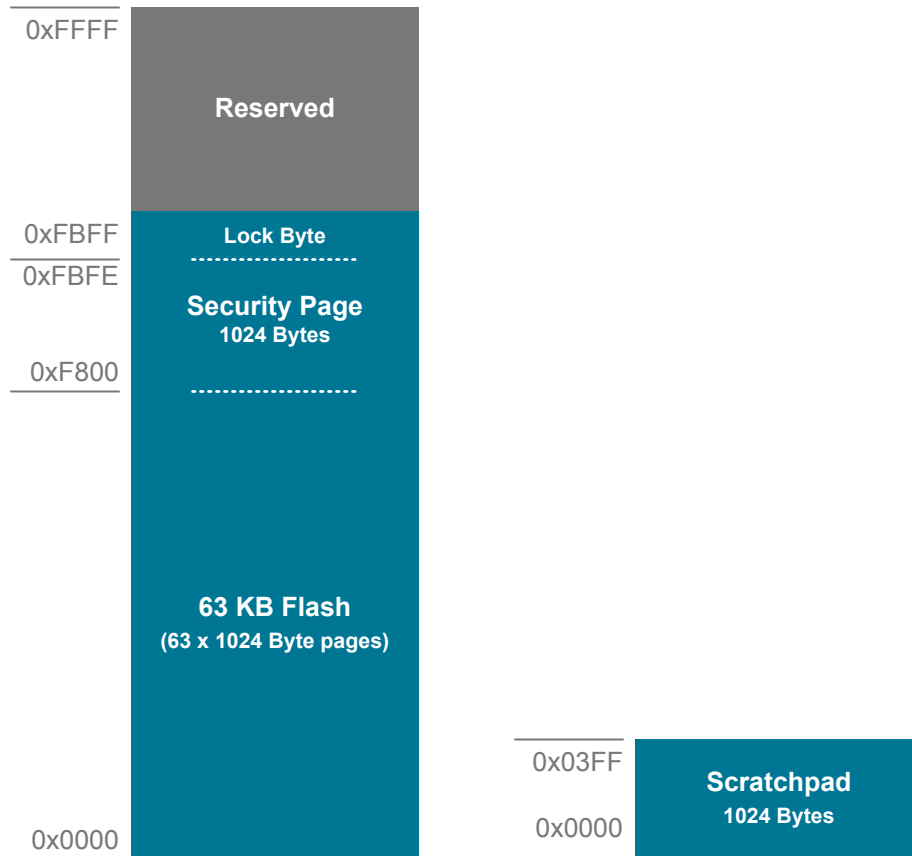 0xFFFF
Reserved
0xFBFF
Lock Byte
0xFBFE
Security Page
1024 Bytes
0xF800
63 KB Flash
(63 x 1024 Byte pages)
0x0000
0x03FF
Scratchpad
1024 Bytes
0x0000